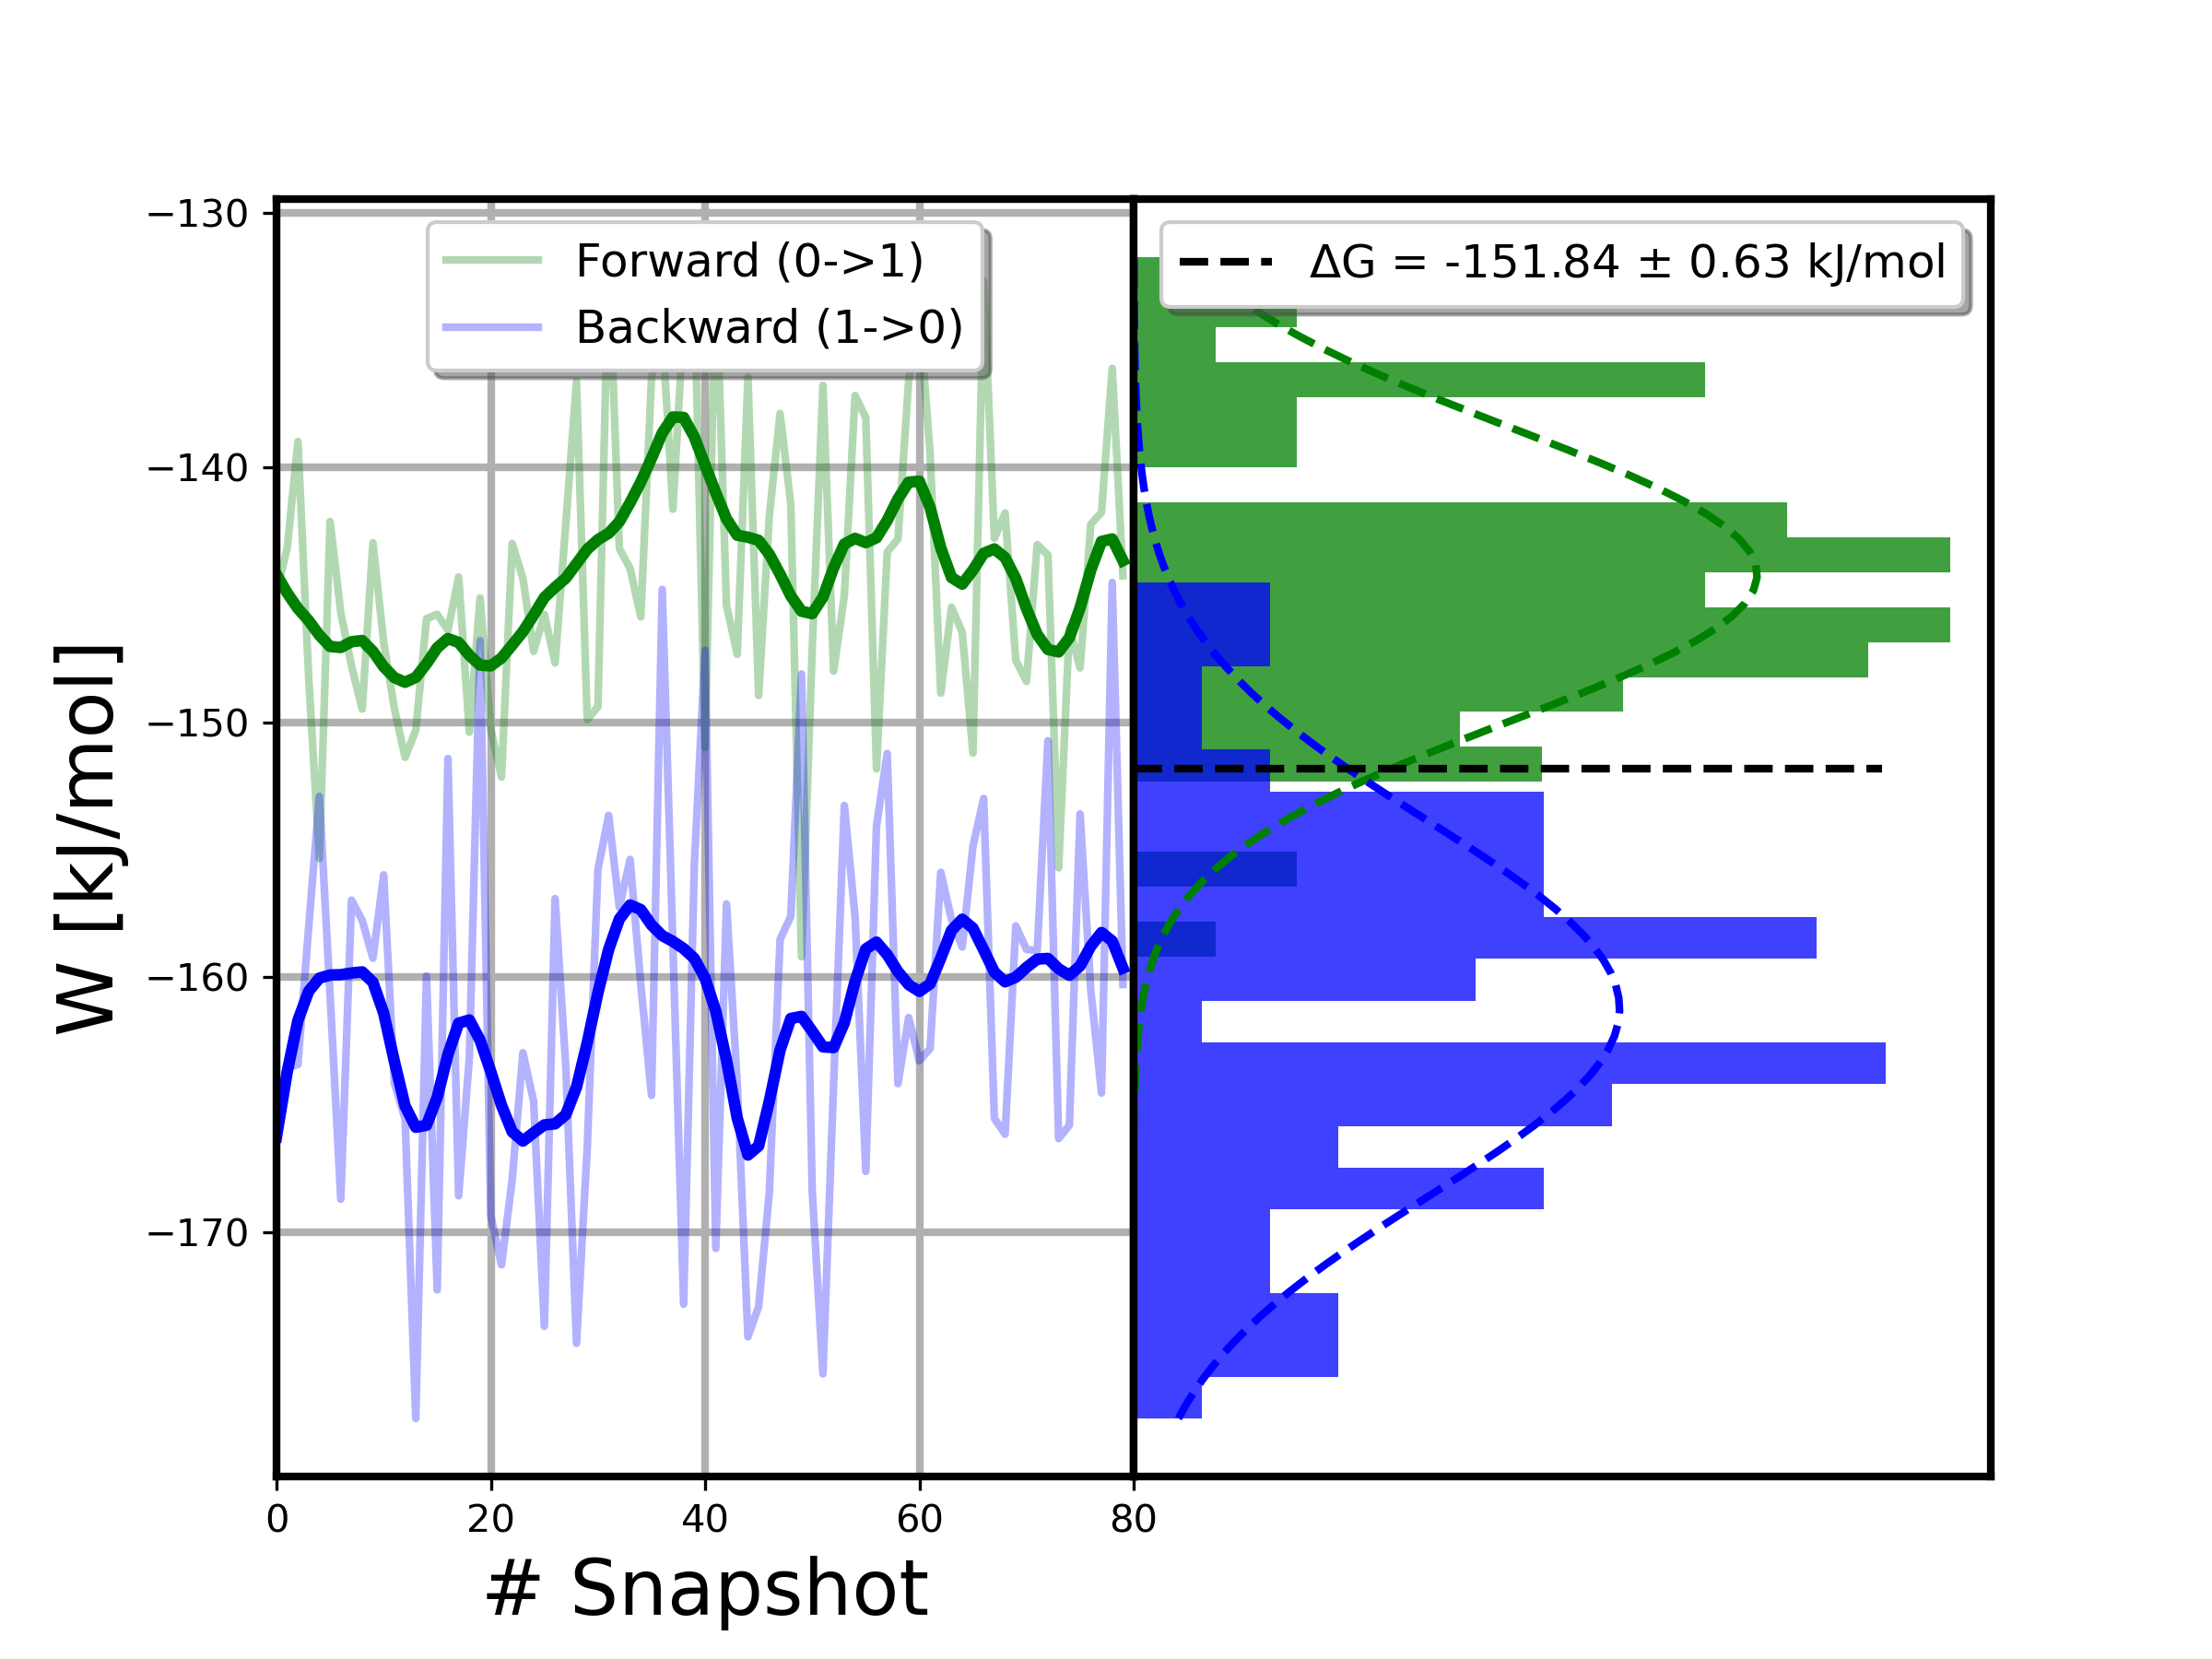 Forward (0->1)
Backward (1->0)
ΔG = -151.84 ± 0.63 kJ/mol
W [kJ/mol]
−130
−140
−150
−160
−170
0
20
40
60
80
# Snapshot